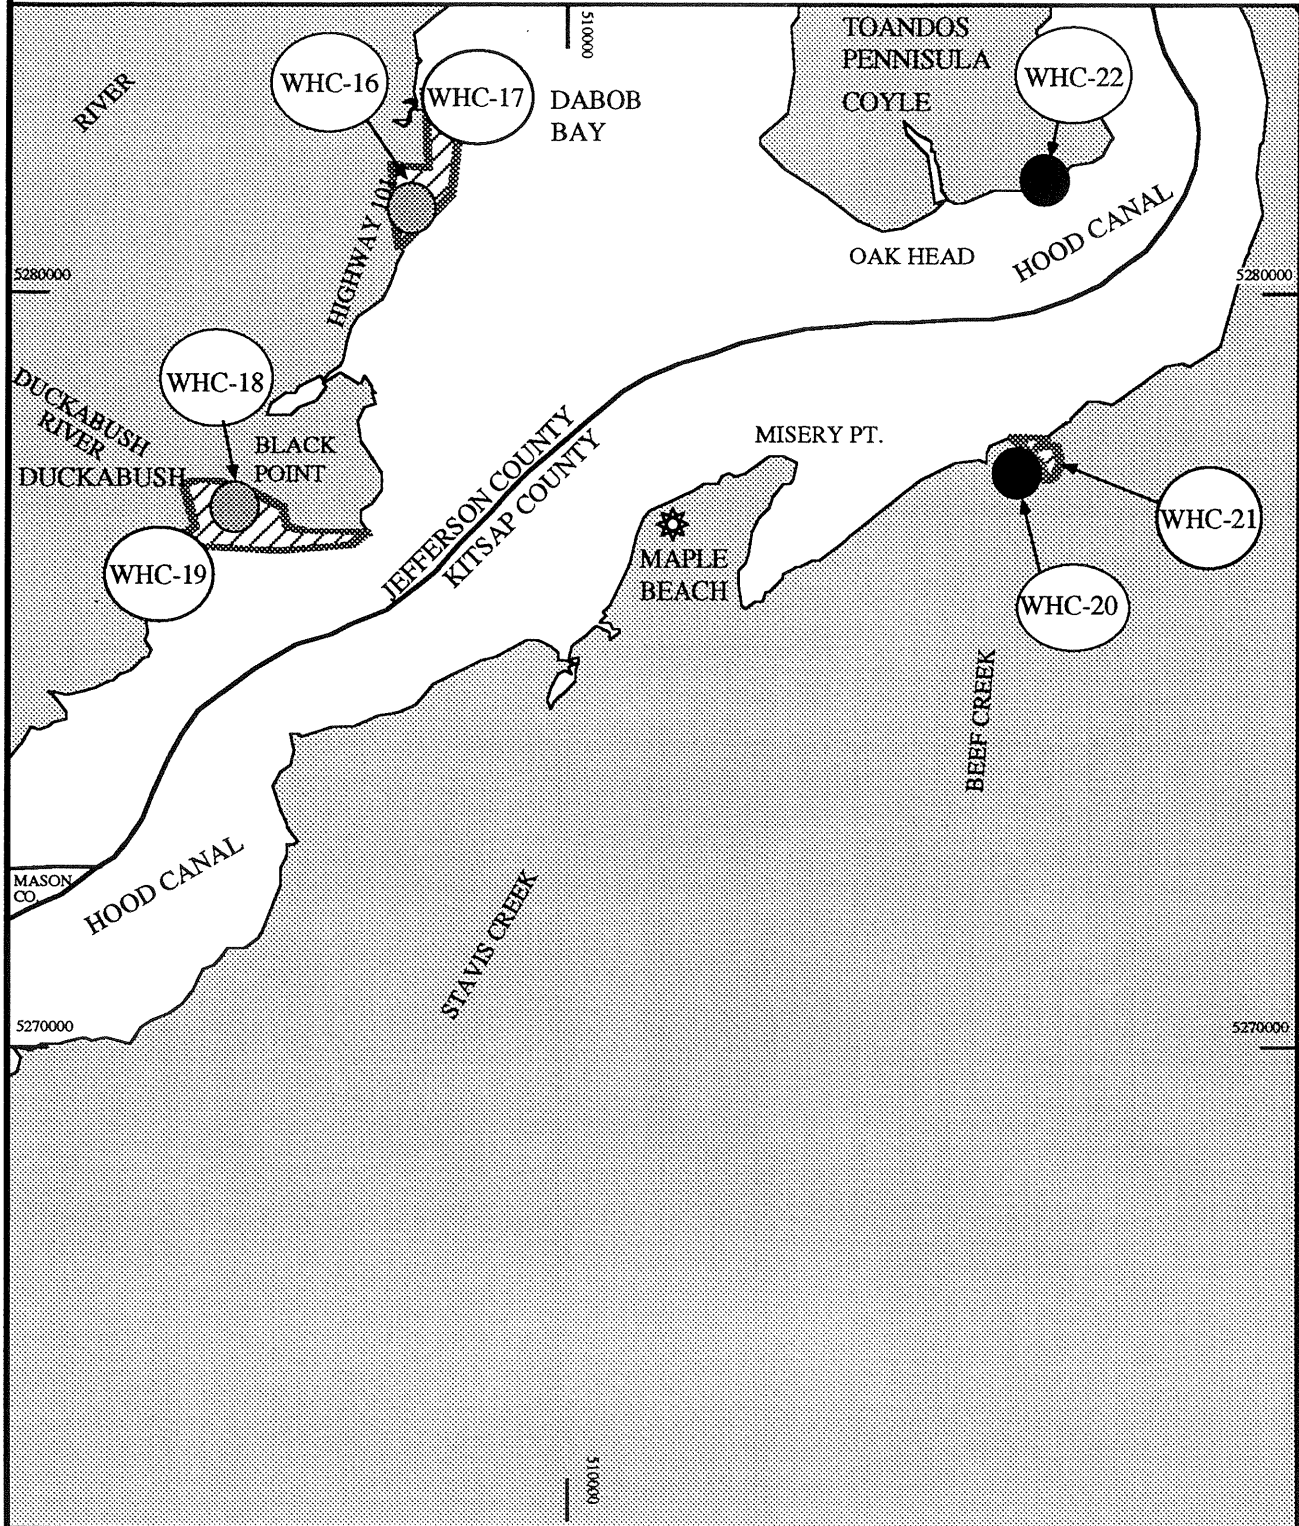 510000
TOANDOS
PENNISULA
COYLE
WHC-16
WHC-17
DABOB
BAY
WHC-22
RIVER
HIGHWAY 101
OAK HEAD
HOOD CANAL
5280000
5280000
WHC-18
DUCKABUSH
RIVER
DUCKABUSH
BLACK
POINT
JEFFERSON COUNTY
KITSAP COUNTY
MISERY PT.
MAPLE
BEACH
WHC-21
WHC-19
WHC-20
BEEF CREEK
MASON
CO.
HOOD CANAL
STAVIS CREEK
5270000
5270000
510000